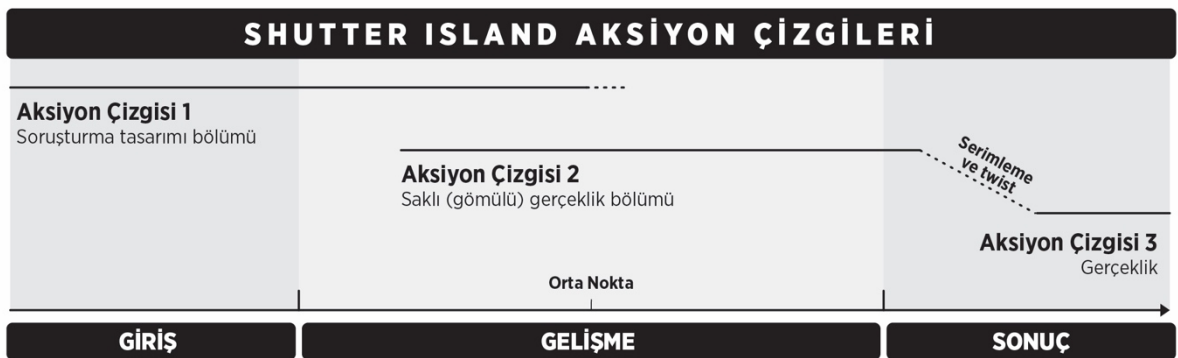 SHUTTER ISLAND AKSİYON ÇİZGİLERİ
Aksiyon Çizgisi 1
Soruşturma tasarımı bölümü
Aksiyon Çizgisi 2
Saklı (gömülü) gerçeklik bölümü
Serimleme
ve twist
Aksiyon Çizgisi 3
Gerçeklik
Orta Nokta
GİRİŞ
GELİŞME
SONUÇ